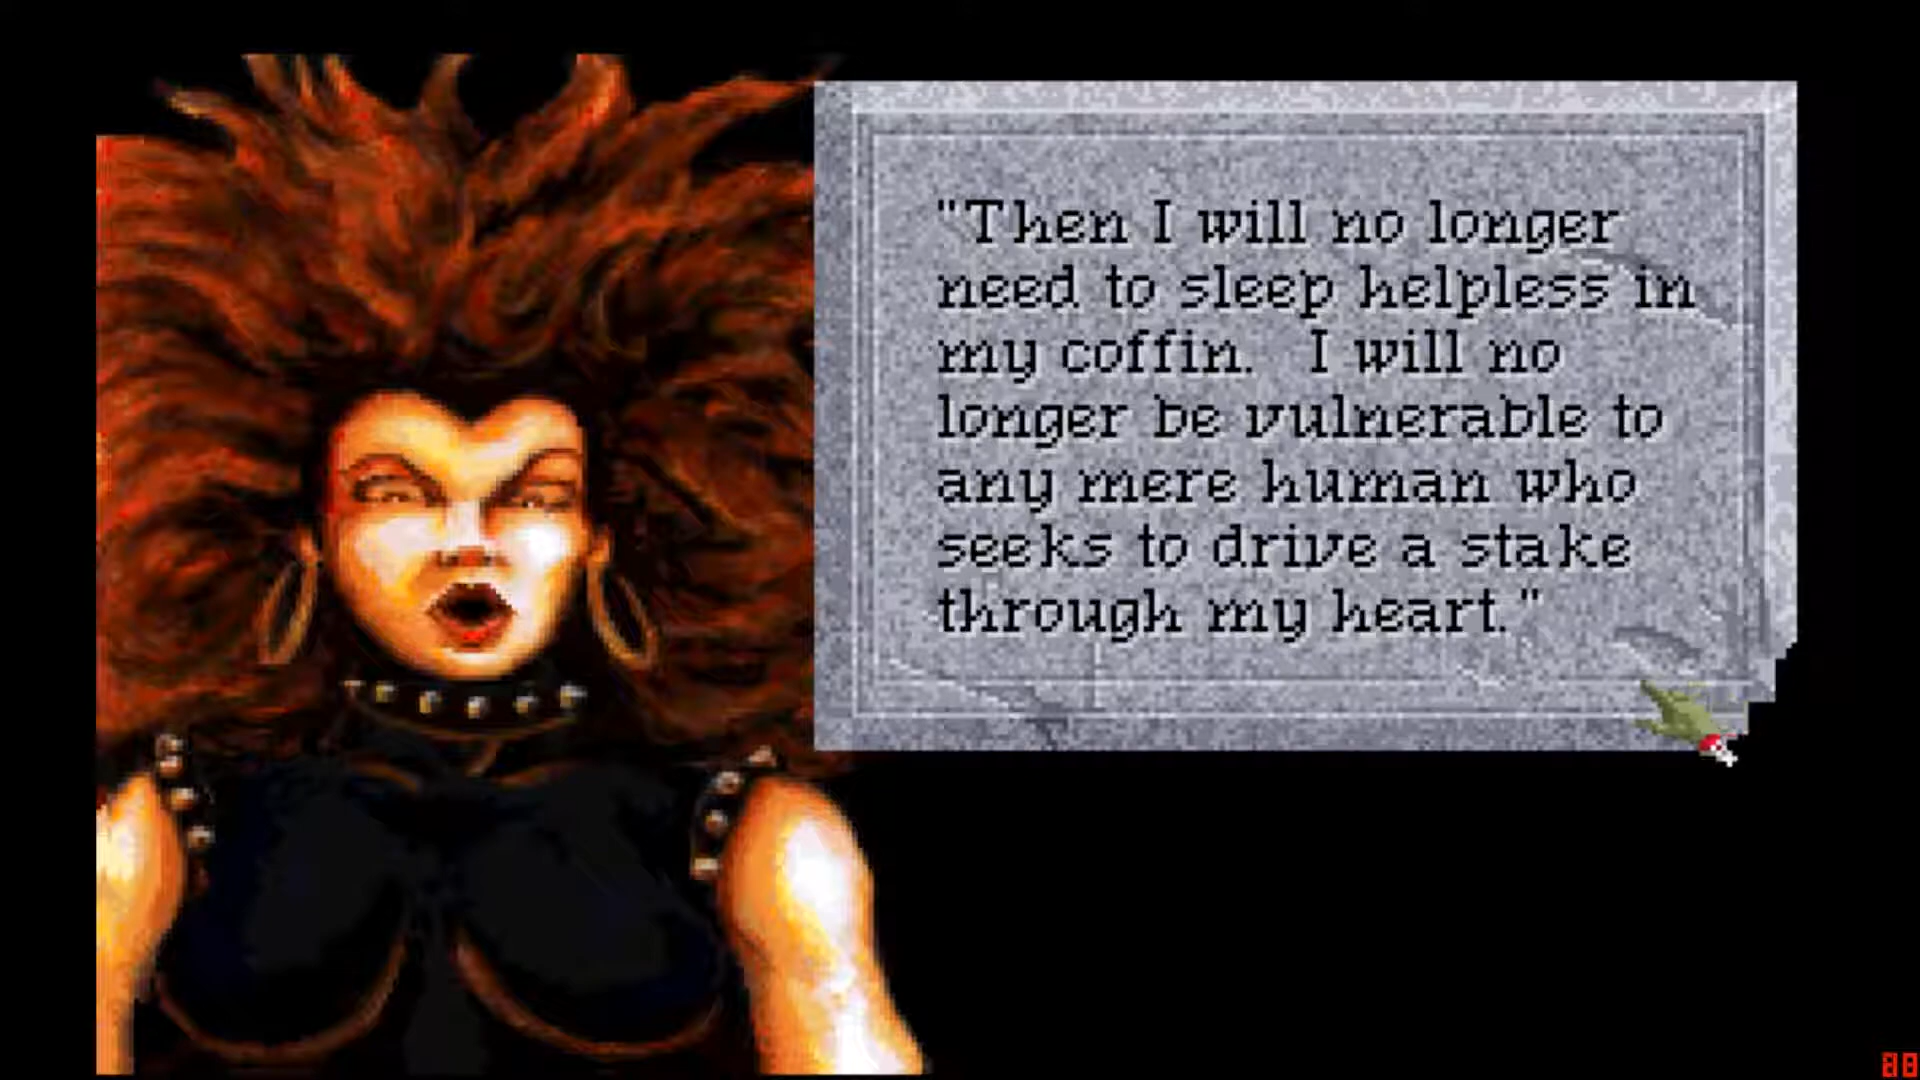 "Then I will no longer
need to sleep helpless in
my coffin.  I will no
longer be vulnerable to
any mere human who
seeks to drive a stake
through my heart."